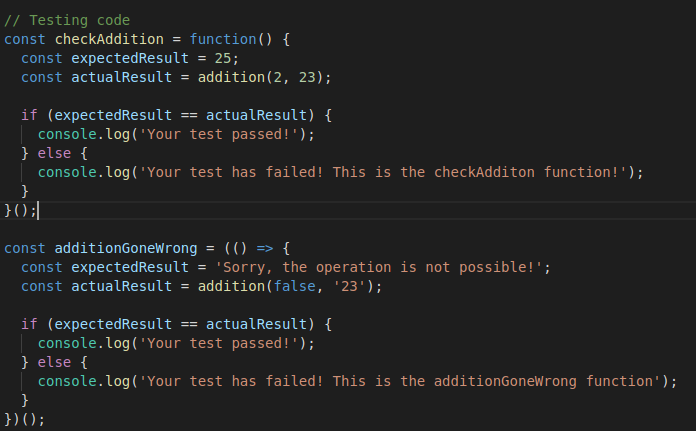 // Testing code
const checkAddition = function() {
  const expectedResult = 25;
  const actualResult = addition(2, 23);

  if (expectedResult == actualResult) {
    console.log('Your test passed!');
  } else {
    console.log('Your test has failed! This is the checkAdditon function!');
  }
}();

const additionGoneWrong = (() => {
  const expectedResult = 'Sorry, the operation is not possible!';
  const actualResult = addition(false, '23');

  if (expectedResult == actualResult) {
    console.log('Your test passed!');
  } else {
    console.log('Your test has failed! This is the additionGoneWrong function');
  }
})();